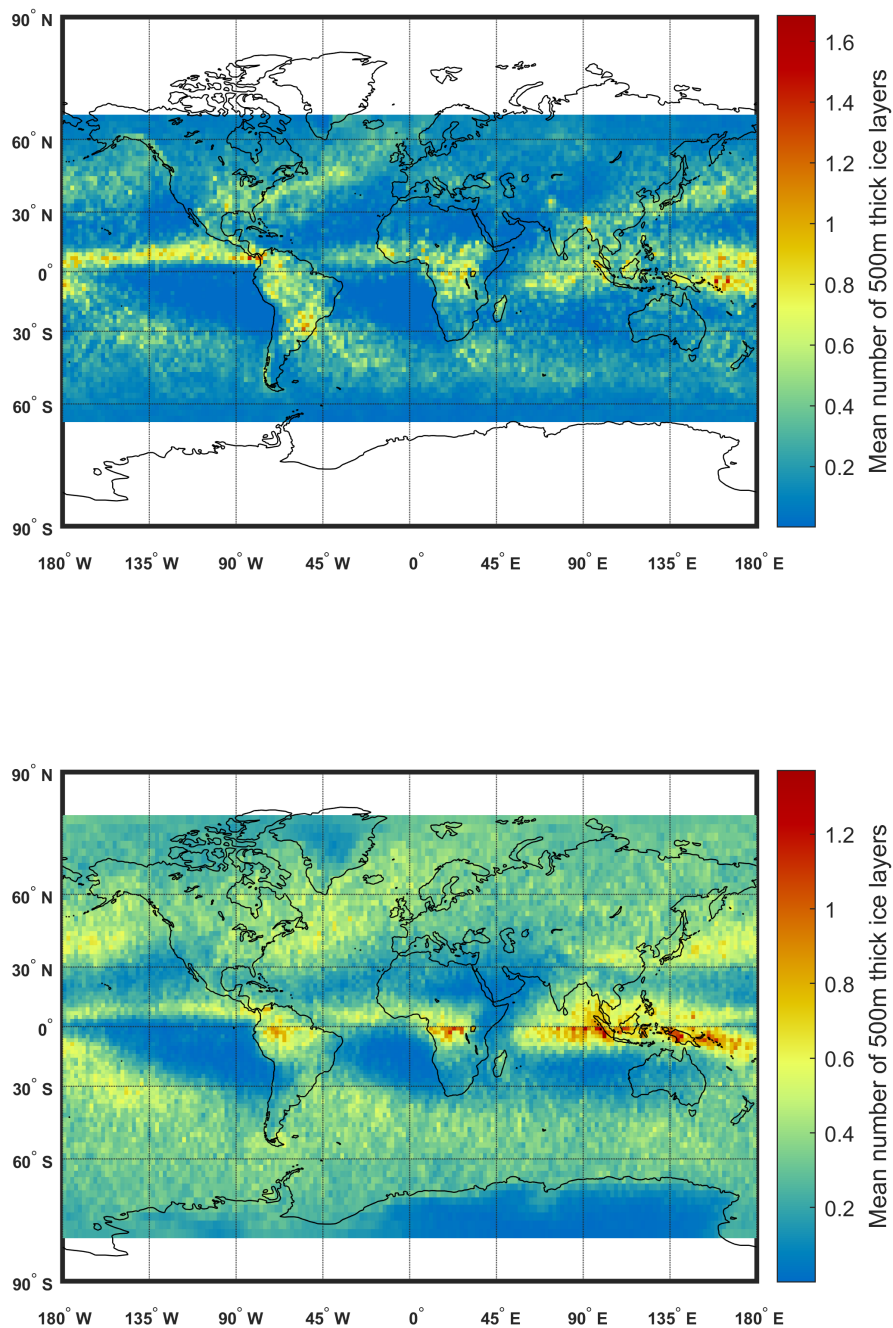 90° N
60° N
30° N
0°
30° S
60° S
90° S
180° W 135° W 90° W 45° W 0° 45° E 90° E 135° E 180° E
1.6
1.4
1.2
1
0.8
0.6
0.4
0.2
Mean number of 500m thick ice layers
90° N
60° N
30° N
0°
30° S
60° S
90° S
180° W 135° W 90° W 45° W 0° 45° E 90° E 135° E 180° E
1.2
1
0.8
0.6
0.4
0.2
Mean number of 500m thick ice layers